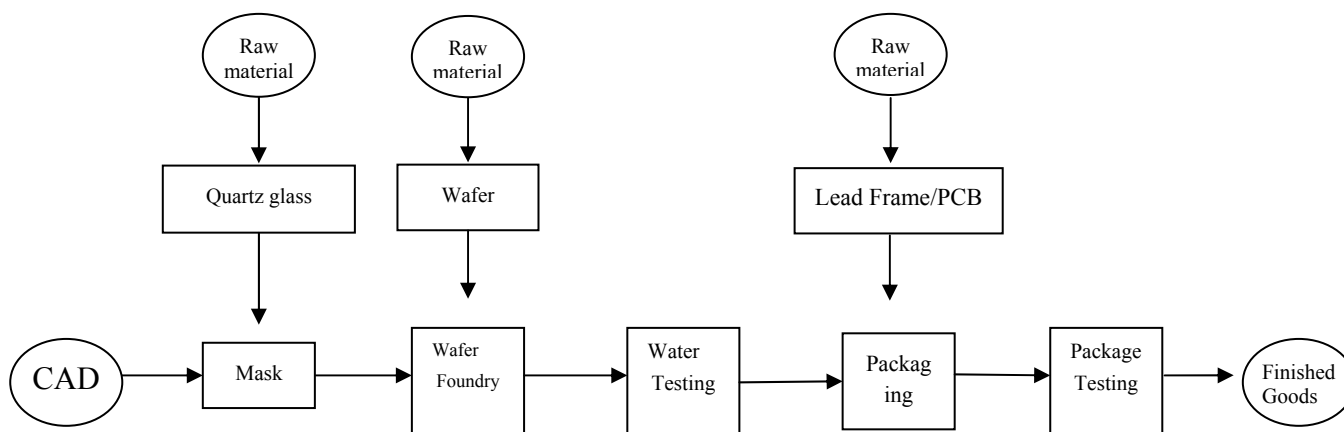 Raw
material
Raw
material
Raw
material
Quartz glass
Wafer
Lead Frame/PCB
CAD
Mask
Wafer
Foundry
Water
Testing
Packag
ing
Package
Testing
Finished
Goods